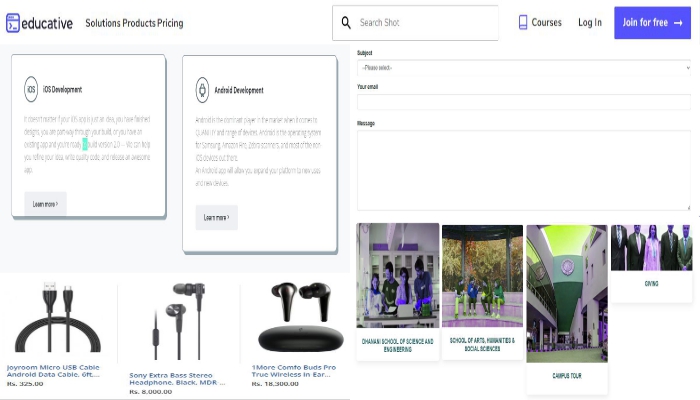 educative Solutions Products Pricing Search Shot Courses Log In Join for free →
iOS iOS Development
It doesn't matter if your iOS app is just an idea, you have finished
designs, you are part-way through your build, or you have an
existing app and you're ready build version 2.0 -- We can help
you refine your idea, write quality code, and release an awesome
app.
Learn more >
Android Development
Android is the dominant player in the market when it comes to
QUANtity and range of devices. Android is the operating system
for Samsung, Amazon Fire, Zebra scanners, and most of the non-
iOS devices out there.
An Android app will allow you expand your platform to new uses
and new devices.
Learn more >
Subject
--Please select--
Your email
Message
Joyroom Micro USB Cable
Android Data Cable, 6ft,...
Rs. 325.00
Sony Extra Bass Stereo
Headphone, Black, MDR-...
Rs. 8,000.00
1More Comfo Buds Pro
True Wireless In Ear...
Rs. 18,300.00
DHANANI SCHOOL OF SCIENCE AND
ENGINEERING
SCHOOL OF ARTS, HUMANITIES &
SOCIAL SCIENCES
CAMPUS TOUR
GIVING